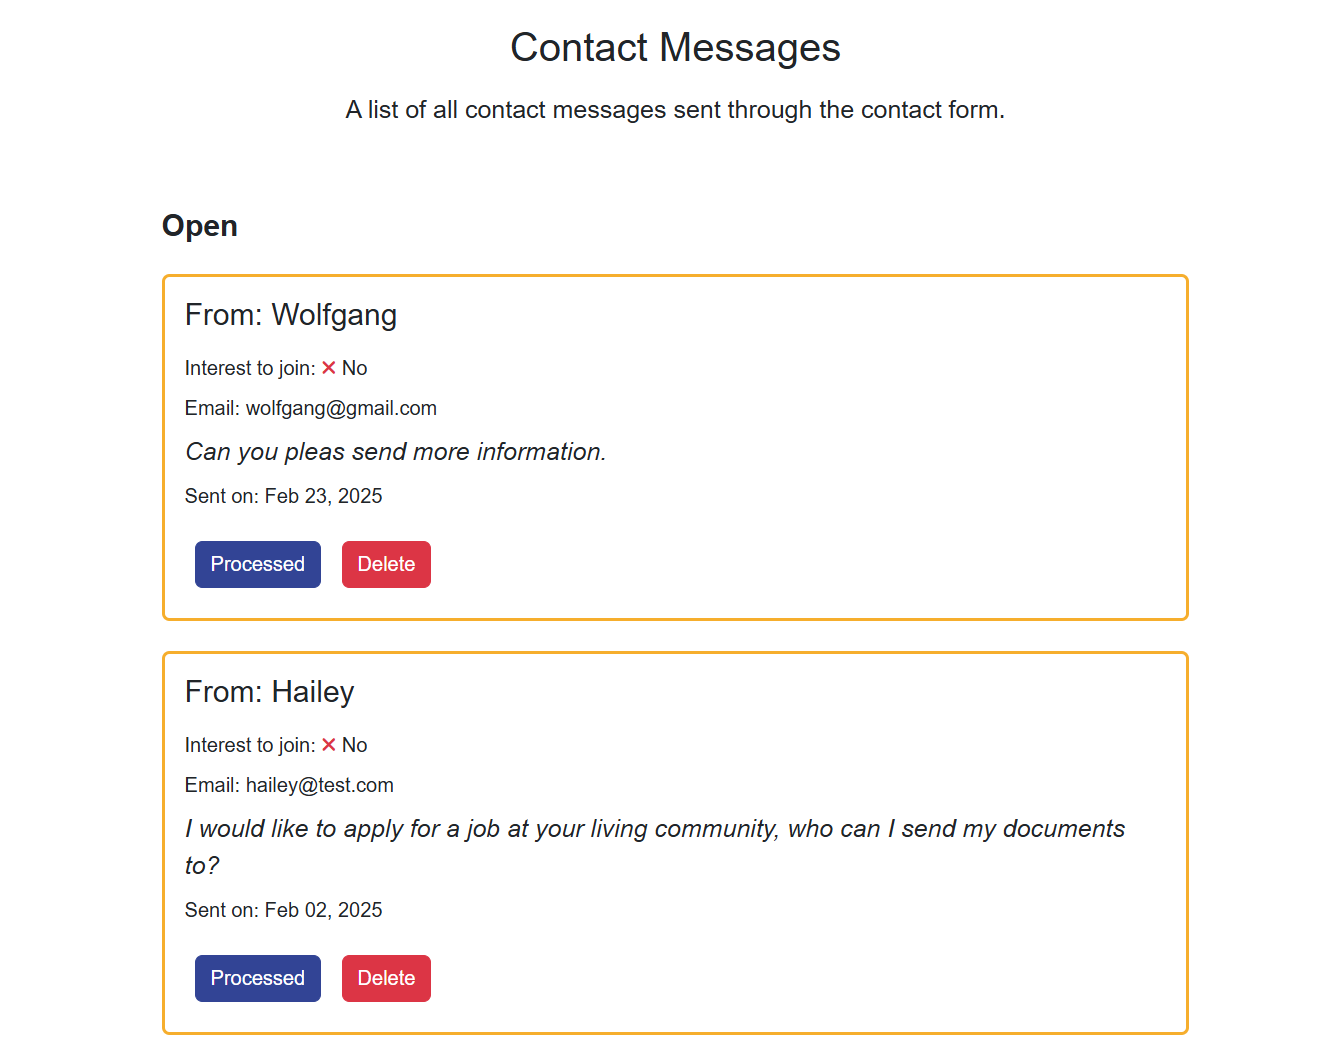 Contact Messages
A list of all contact messages sent through the contact form.
Open
From: Wolfgang
Interest to join: ❌ No
Email: wolfgang@gmail.com
Can you pleas send more information.
Sent on: Feb 23, 2025
Processed Delete
From: Hailey
Interest to join: ❌ No
Email: hailey@test.com
I would like to apply for a job at your living community, who can I send my documents
to?
Sent on: Feb 02, 2025
Processed Delete